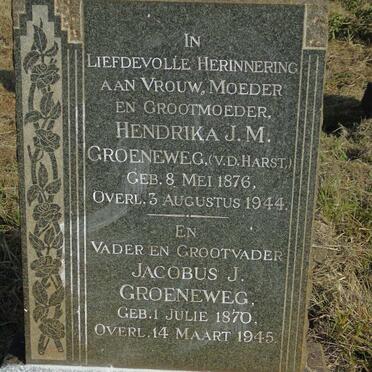 IN
LIEFDEVOLLE HERINNERING
AAN VROUW, MOEDER
EN GROOTMOEDER,
HENDRIKA J. M.
GROENEWEG, (V.D. HARST.)
GEB. 8 MEI 1876,
OVERL. 3 AUGUSTUS 1944.
EN
VADER EN GROOTVADER
JACOBUS J.
GROENEWEG,
GEB. 1 JULIE 1870,
OVERL. 14 MAART 1945.